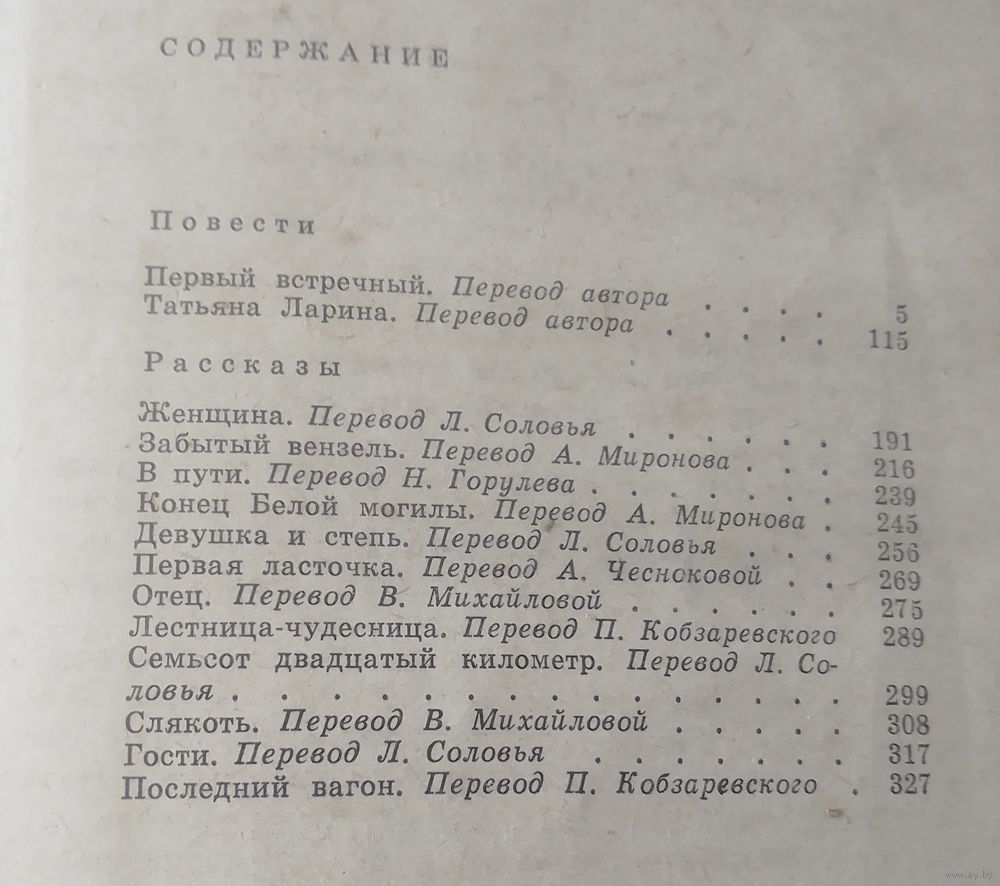 СОДЕРЖАНИЕ
Повести
Первый встречный. Перевод автора . . . . 5
Татьяна Ларина. Перевод автора . . . . . 115
Рассказы
Женщина. Перевод Л. Соловья . . . . . . 191
Забытый вензель. Перевод А. Миронова . . . 216
В пути. Перевод Н. Горулева . . . . . . . 239
Конец Белой могилы. Перевод А. Миронова . 245
Девушка и степь. Перевод Л. Соловья . . . 256
Первая ласточка. Перевод А. Чесноковой . . 269
Отец. Перевод В. Михайловой . . . . . . 275
Лестница-чудесница. Перевод П. Кобзаревского 289
Семьсот двадцатый километр. Перевод Л. Со-
ловья . . . . . . . . . . . . . . 299
Слякоть. Перевод В. Михайловой . . . . . 308
Гости. Перевод Л. Соловья . . . . . . 317
Последний вагон. Перевод П. Кобзаревского . 327
www.ay.by